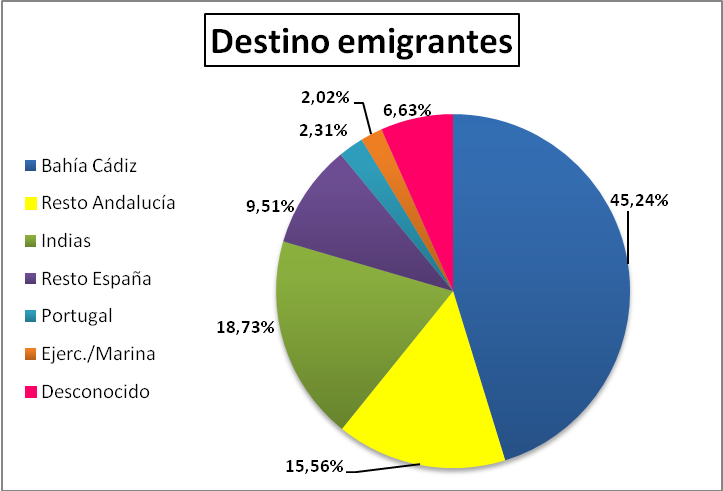 Destino emigrantes
2,02%
6,63%
2,31%
Bahía Cádiz
Resto Andalucía
45,24%
9,51%
Indias
Resto España
Portugal
18,73%
Ejerc./Marina
Desconocido
15,56%